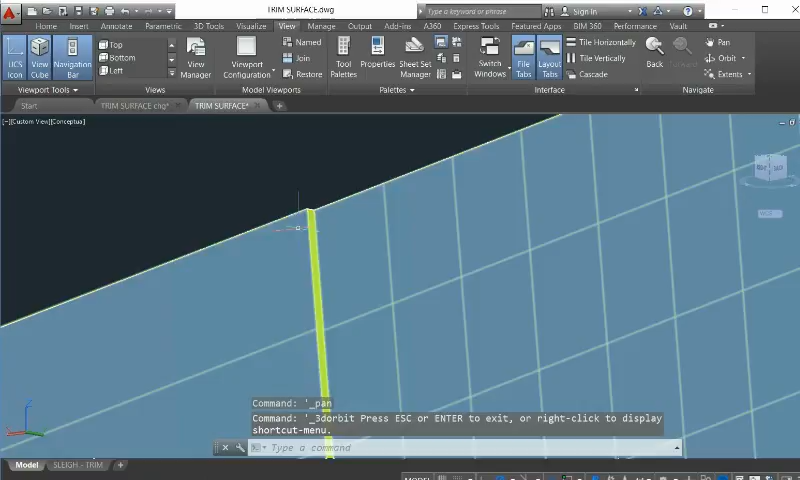 TRIM SURFACE.dwg
Type a keyword or phrase
Sign In
Home Insert Annotate Parametric 3D Tools Visualize View Manage Output Add-ins A360 Express Tools Featured Apps BIM 360 Performance Vault
UCS Icon
View Cube
Navigation Bar
Top
Bottom
Left
View Manager
Viewport Configuration
Named
Join
Restore
Tool Palettes
Properties
Sheet Set Manager
Switch Windows
File Tabs
Layout Tabs
Tile Horizontally
Tile Vertically
Cascade
Back
Pan
Orbit
Extents
Viewport Tools
Views
Model Viewports
Palettes
Interface
Navigate
Start
TRIM SURFACE cng*
TRIM SURFACE*
[−][Custom View][Conceptual]
Command: '_pan
Command: '_3dorbit Press ESC or ENTER to exit, or right-click to display
shortcut-menu.
Type a command
Model
SLEIGH - TRIM
MODEL